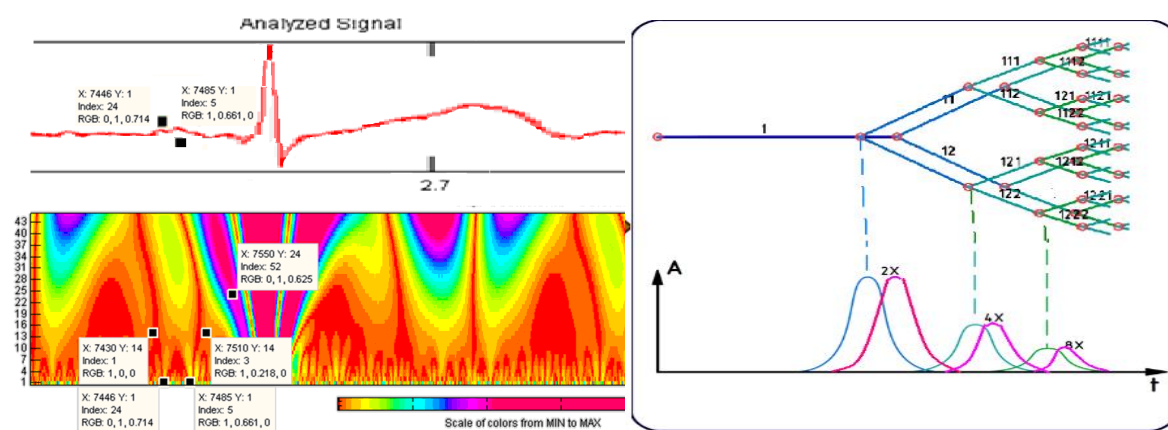 Analyzed Signal
X: 7446 Y: 1
Index: 24
RGB: 0, 1, 0.714
X: 7485 Y: 1
Index: 5
RGB: 1, 0.661, 0
2.7
43
40
37
34
31
28
25
22
19
16
13
10
7
4
1
X: 7550 Y: 24
Index: 52
RGB: 0, 1, 0.625
X: 7430 Y: 14
Index: 1
RGB: 1, 0, 0
X: 7510 Y: 14
Index: 3
RGB: 1, 0.218, 0
X: 7446 Y: 1
Index: 24
RGB: 0, 1, 0.714
X: 7485 Y: 1
Index: 5
RGB: 1, 0.661, 0
Scale of colors from MIN to MAX
1
11
12
111
112
121
122
1111
1112
121
1121
1122
1211
1212
1221
1222
A
2X
4X
8X
t